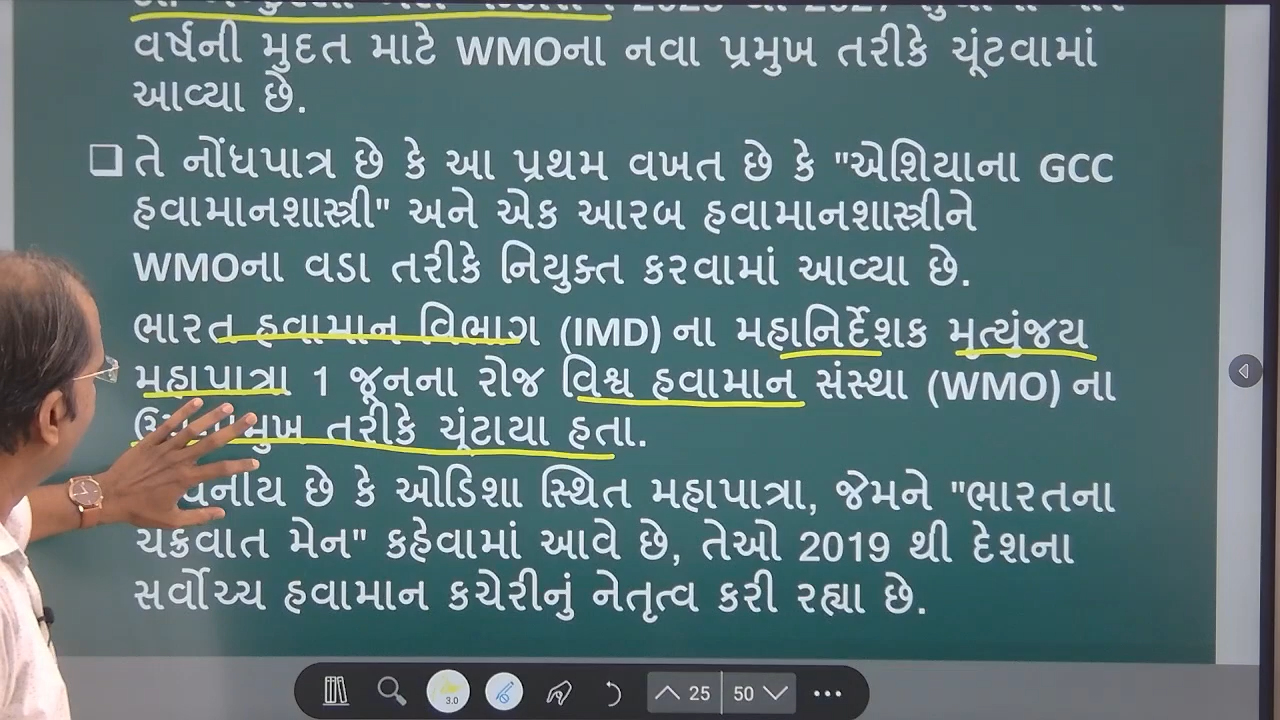 વર્ષની મુદત માટે WMOના નવા પ્રમુખ તરીકે ચૂંટવામાં
આવ્યા છે.
❑ તે નોંધપાત્ર છે કે આ પ્રથમ વખત છે કે "એશિયાના GCC
હવામાનશાસ્ત્રી" અને એક આરબ હવામાનશાસ્ત્રીને
WMOના વડા તરીકે નિયુક્ત કરવામાં આવ્યા છે.
ભારત હવામાન વિભાગ (IMD) ના મહાનિર્દેશક મૃત્યુંજય
મહાપાત્રા 1 જૂનના રોજ વિશ્વ હવામાન સંસ્થા (WMO) ના
તરીકે ચૂંટાયા હતા.
છે કે ઓડિશા સ્થિત મહાપાત્રા, જેમને "ભારતના
ચક્રવાત મેન" કહેવામાં આવે છે, તેઓ 2019 થી દેશના
સર્વોચ્ચ હવામાન કચેરીનું નેતૃત્વ કરી રહ્યા છે.
3.0
25 50